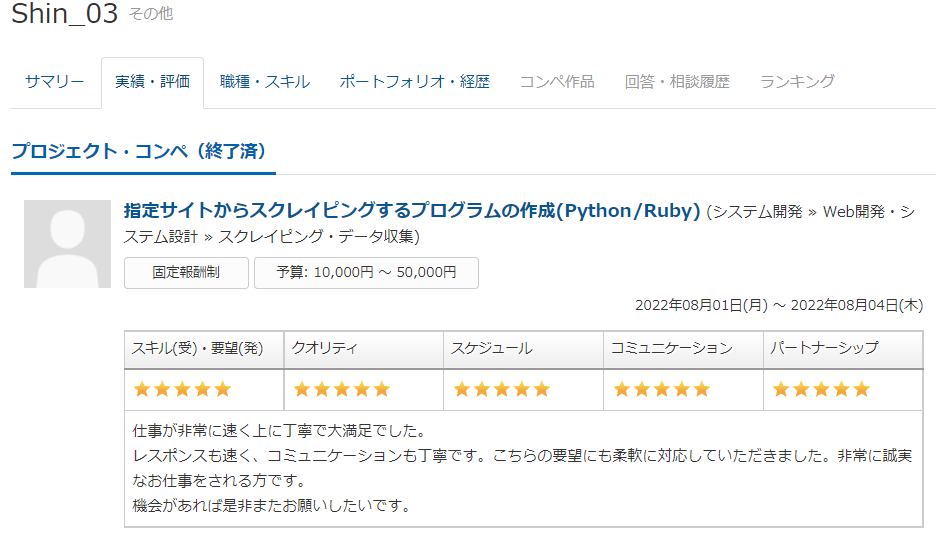 Shin_03 その他
サマリー 実績・評価 職種・スキル ポートフォリオ・経歴 コンペ作品 回答・相談履歴 ランキング
プロジェクト・コンペ（終了済）
指定サイトからスクレイピングするプログラムの作成(Python/Ruby) (システム開発 » Web開発・シ
ステム設計 » スクレイピング・データ収集)
固定報酬制 予算: 10,000円 ～ 50,000円
2022年08月01日(月) ～ 2022年08月04日(木)
スキル(受)・要望(発) クオリティ スケジュール コミュニケーション パートナーシップ
仕事が非常に速く上に丁寧で大満足でした。
レスポンスも速く、コミュニケーションも丁寧です。こちらの要望にも柔軟に対応していただきました。非常に誠実
なお仕事をされる方です。
機会があれば是非またお願いしたいです。